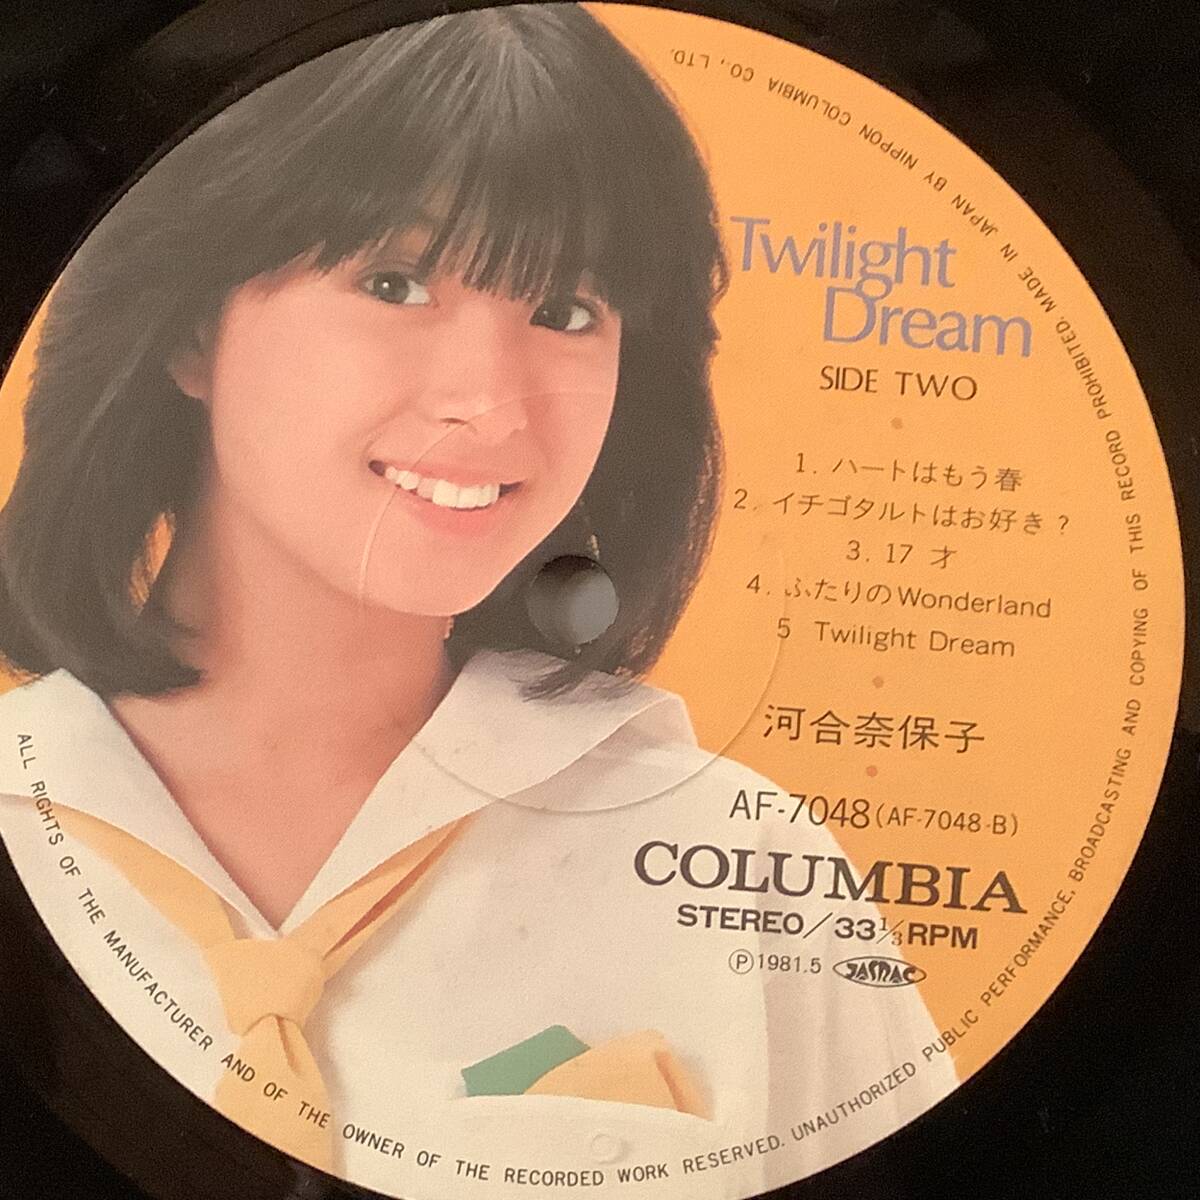 Twilight
Dream
SIDE TWO
1. ハートはもう春
2. イチゴタルトはお好き?
3. 17 才
4. ふたりのWonderland
5 Twilight Dream
河合奈保子
AF-7048(AF-7048-B)
COLUMBIA
STEREO/33⅓RPM
Ⓟ1981.5 JASRAC
ALL RIGHTS OF THE MANUFACTURER AND OF THE OWNER OF THE RECORDED WORK RESERVED. UNAUTHORIZED PUBLIC PERFORMANCE, BROADCASTING AND COPYING OF THIS RECORD PROHIBITED. MADE IN JAPAN BY NIPPON COLUMBIA CO., LTD.